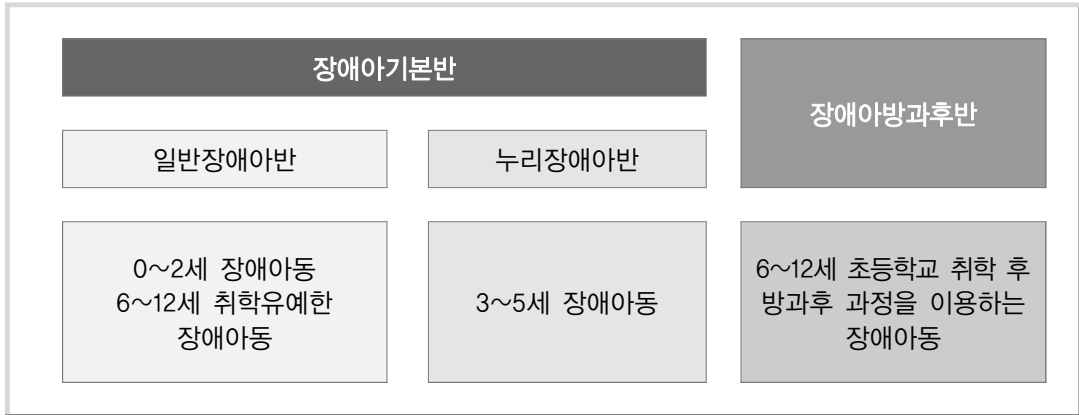 장애아기본반
장애아방과후반
일반장애아반
누리장애아반
0～2세 장애아동
6～12세 취학유예한
장애아동
3～5세 장애아동
6～12세 초등학교 취학 후
방과후 과정을 이용하는
장애아동